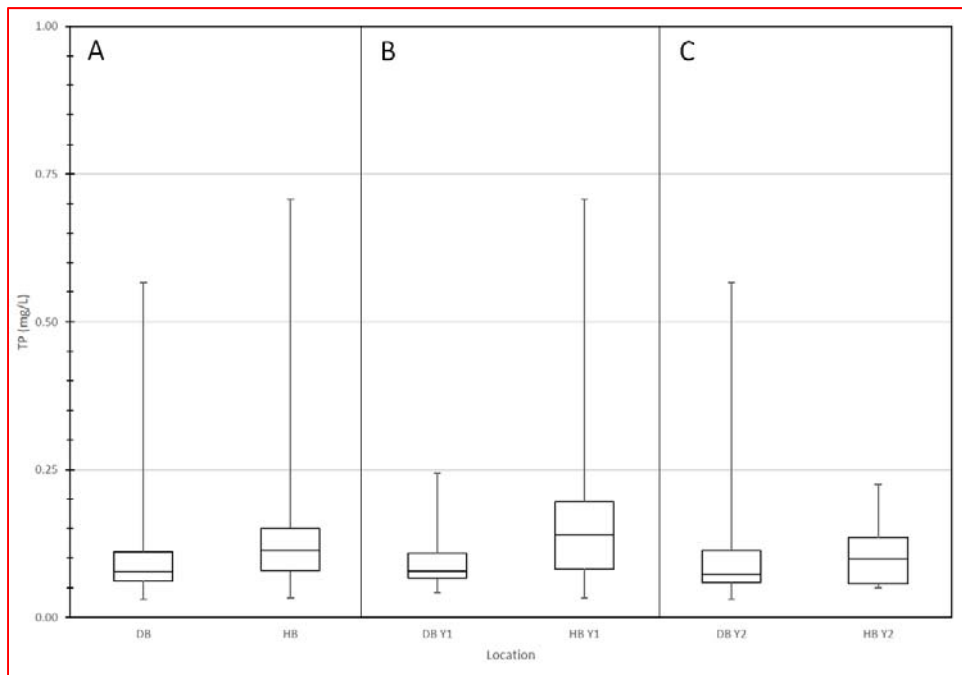 A
B
C
1.00
0.75
0.50
0.25
0.00
TP (mg/L)
DB
HB
DB Y1
HB Y1
DB Y2
HB Y2
Location